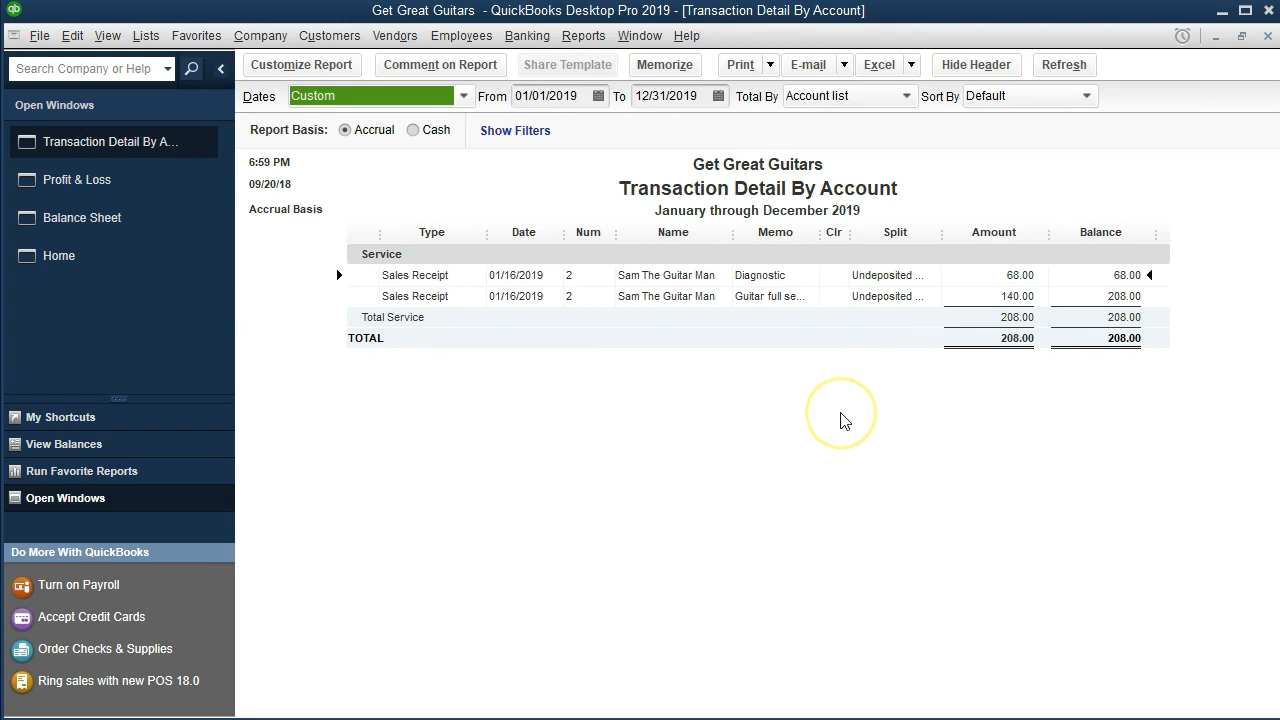 qb Get Great Guitars - QuickBooks Desktop Pro 2019 - [Transaction Detail By Account]
File Edit View Lists Favorites Company Customers Vendors Employees Banking Reports Window Help
Search Company or Help
Customize Report Comment on Report Share Template Memorize Print E-mail Excel Hide Header Refresh
Open Windows
Dates Custom From 01/01/2019 To 12/31/2019 Total By Account list Sort By Default
Report Basis: Accrual Cash Show Filters
Transaction Detail By A...
Profit & Loss
Balance Sheet
Home
6:59 PM
09/20/18
Accrual Basis
Get Great Guitars
Transaction Detail By Account
January through December 2019
Type Date Num Name Memo Clr Split Amount Balance
Service
Sales Receipt 01/16/2019 2 Sam The Guitar Man Diagnostic Undeposited ... 68.00 68.00
Sales Receipt 01/16/2019 2 Sam The Guitar Man Guitar full se... Undeposited ... 140.00 208.00
Total Service 208.00 208.00
TOTAL 208.00 208.00
My Shortcuts
View Balances
Run Favorite Reports
Open Windows
Do More With QuickBooks
Turn on Payroll
Accept Credit Cards
Order Checks & Supplies
Ring sales with new POS 18.0